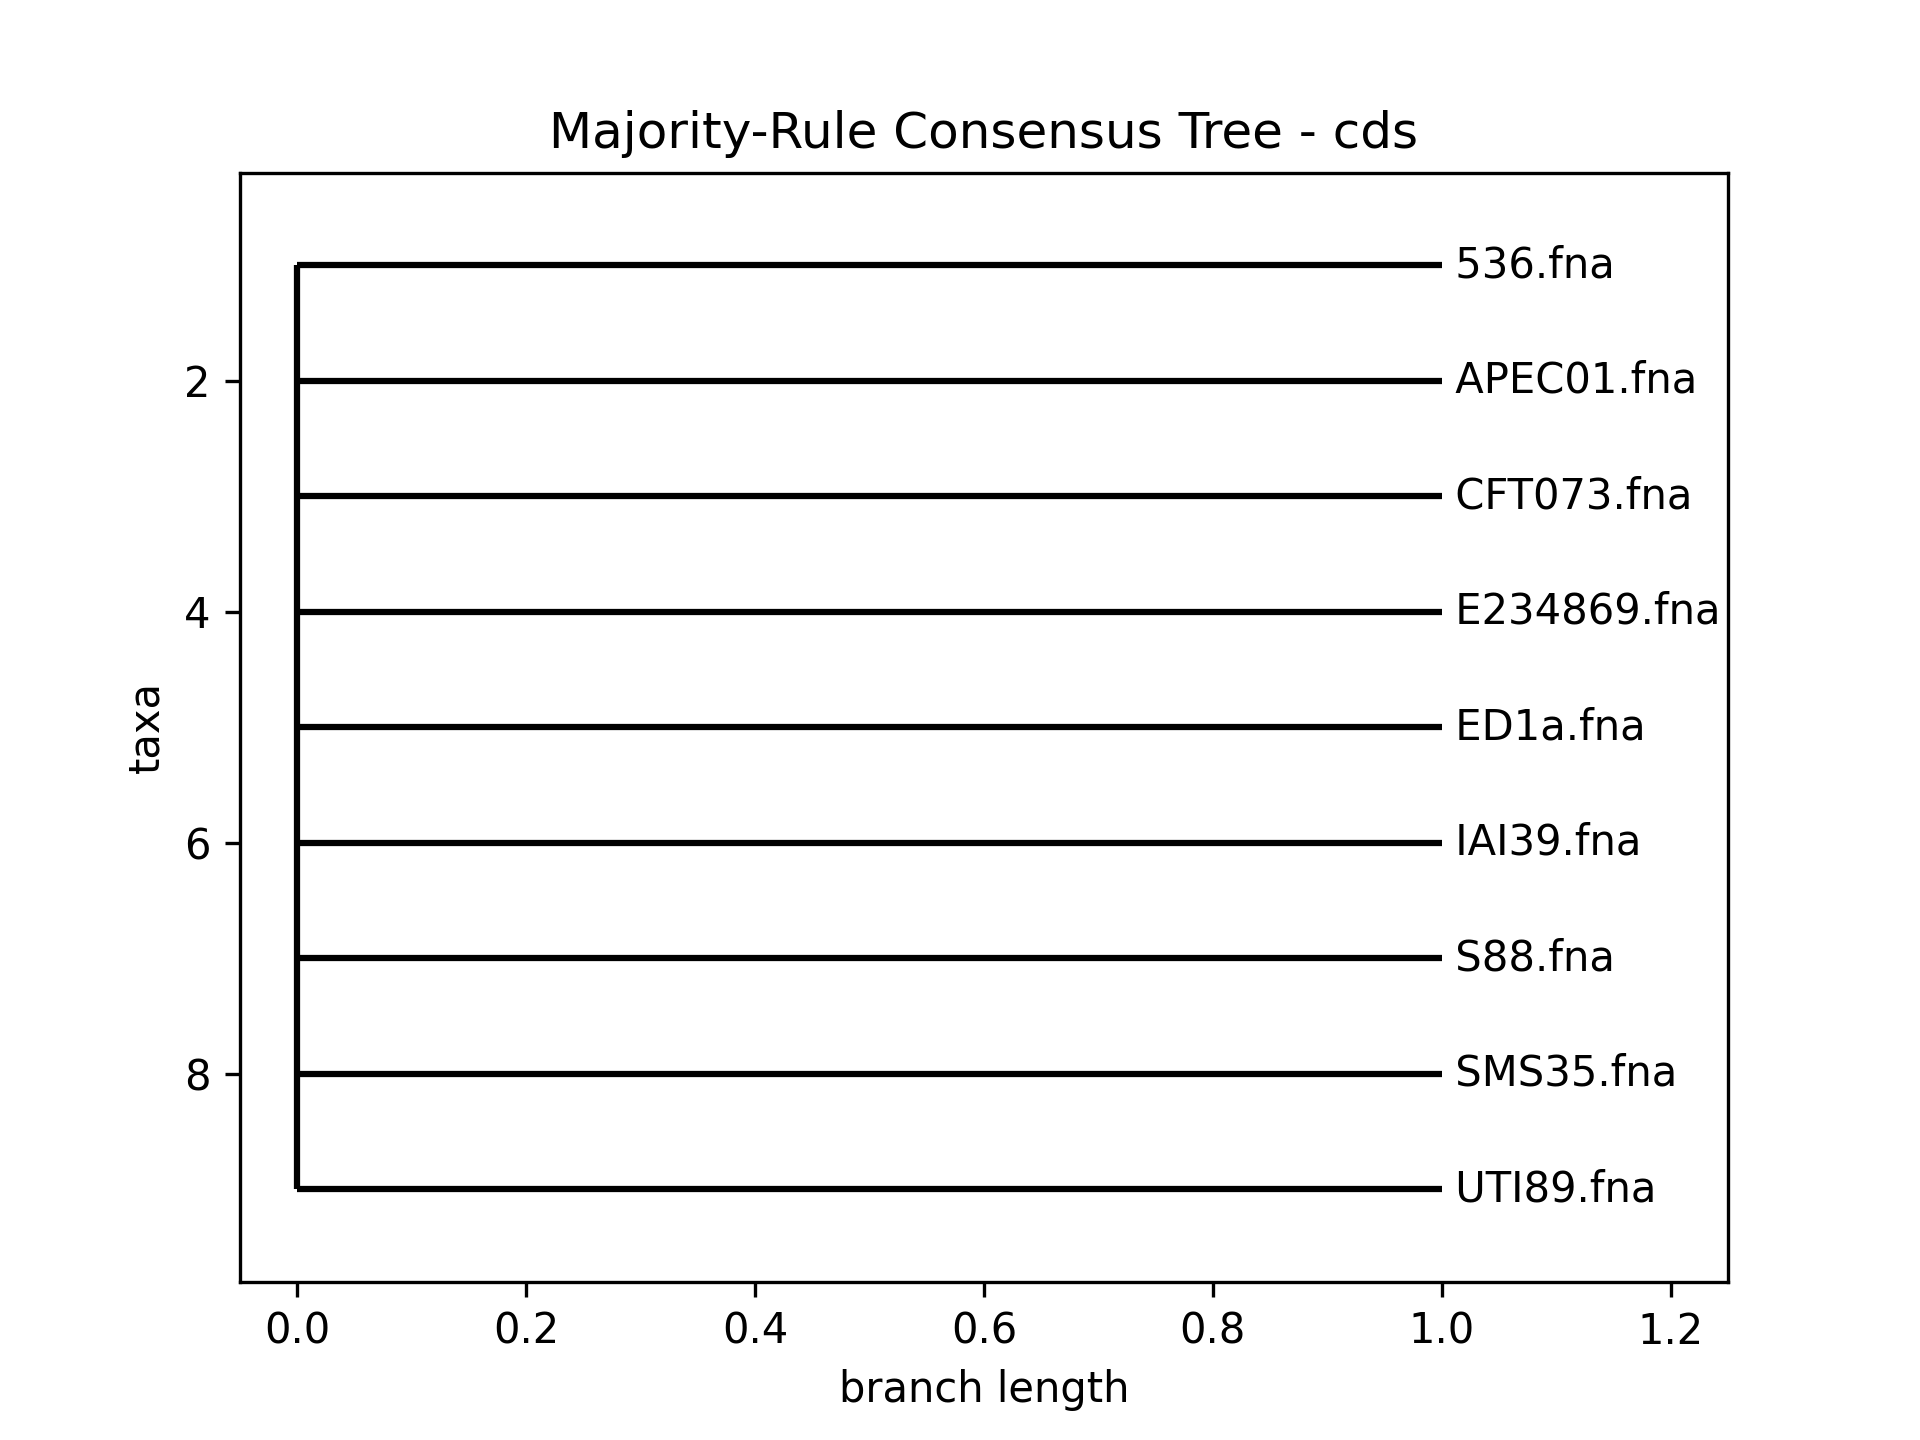 Majority-Rule Consensus Tree - cds
536.fna
2
APEC01.fna
CFT073.fna
4
E234869.fna
taxa
ED1a.fna
6
IAI39.fna
S88.fna
8
SMS35.fna
UTI89.fna
0.0 0.2 0.4 0.6 0.8 1.0 1.2
branch length